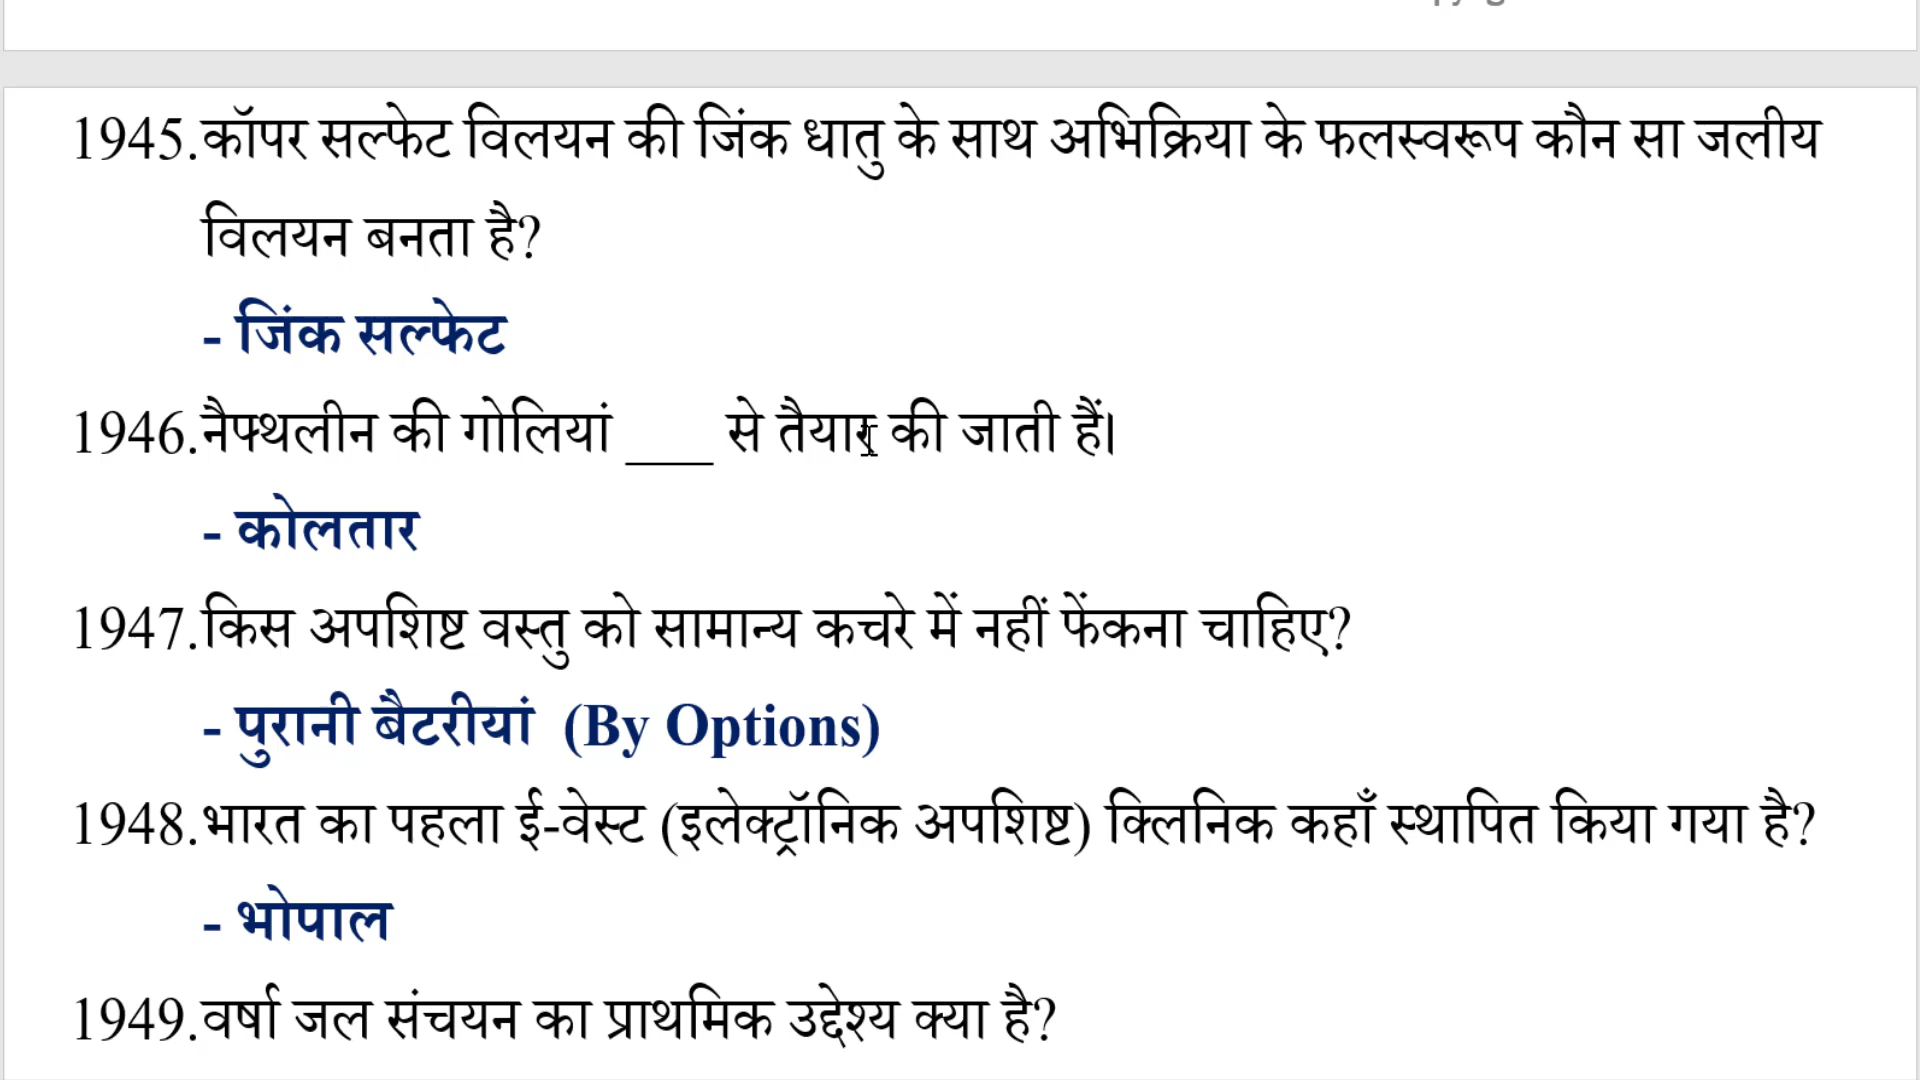 1945.कॉपर सल्फेट विलयन की जिंक धातु के साथ अभिक्रिया के फलस्वरूप कौन सा जलीय
विलयन बनता है?
- जिंक सल्फेट
1946.नैफ्थलीन की गोलियां ___ से तैयार की जाती हैं।
- कोलतार
1947.किस अपशिष्ट वस्तु को सामान्य कचरे में नहीं फेंकना चाहिए?
- पुरानी बैटरीयां (By Options)
1948.भारत का पहला ई-वेस्ट (इलेक्ट्रॉनिक अपशिष्ट) क्लिनिक कहाँ स्थापित किया गया है?
- भोपाल
1949.वर्षा जल संचयन का प्राथमिक उद्देश्य क्या है?